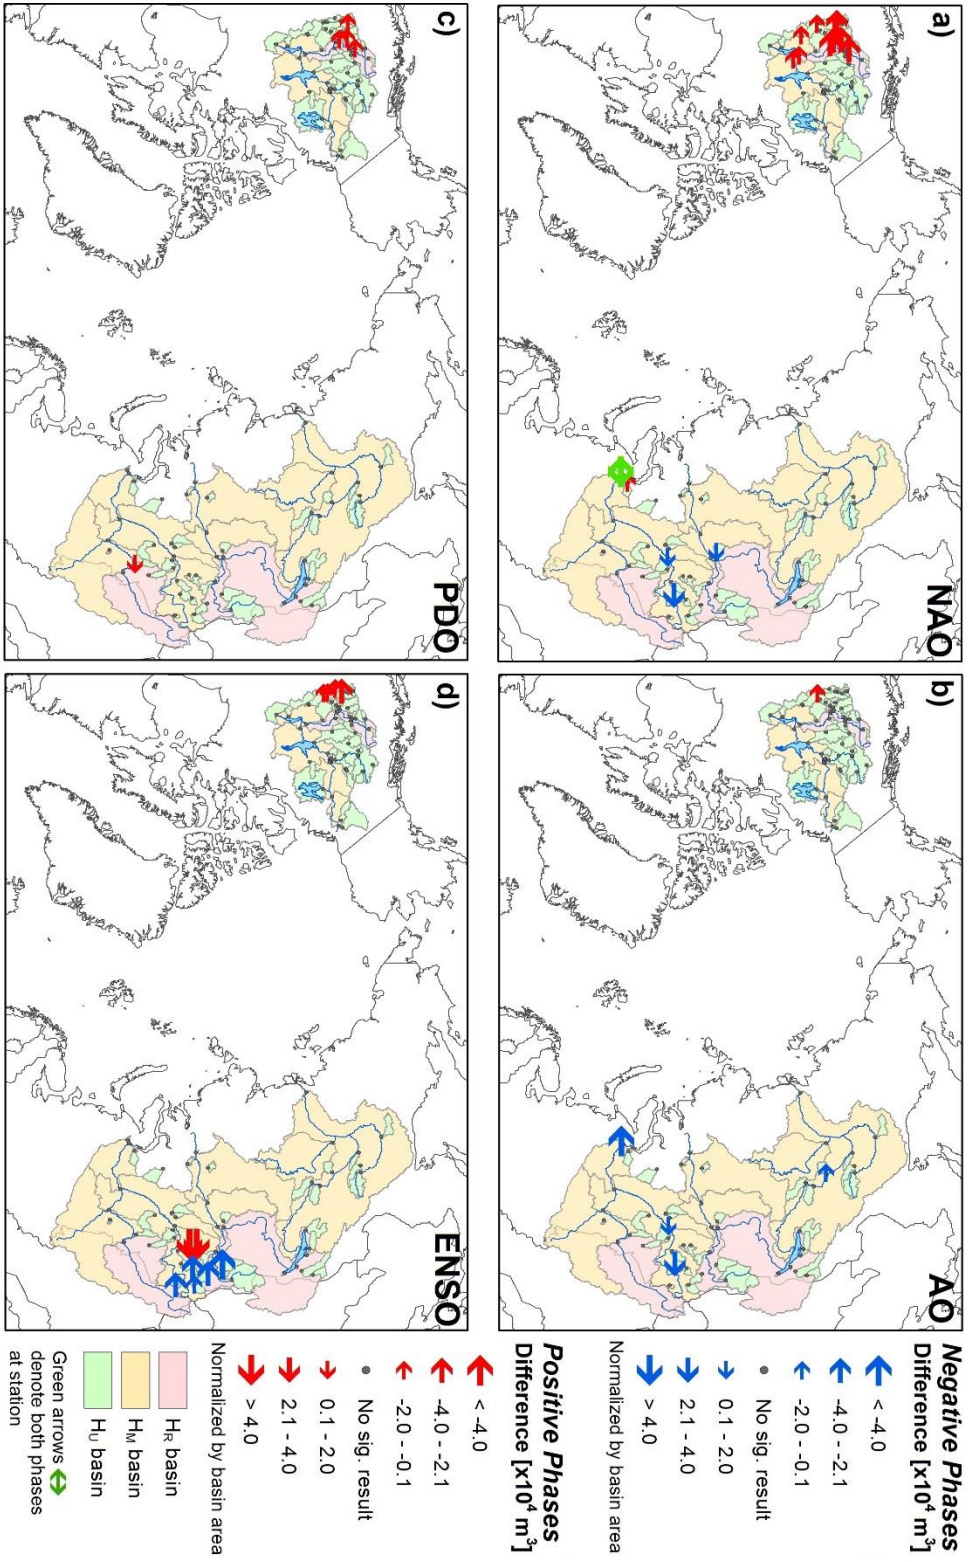 a)
NAO
b)
AO
c)
PDO
d)
ENSO
Negative Phases
Difference [x10⁴ m³]
< -4.0
-4.0 - -2.1
-2.0 - -0.1
No sig. result
0.1 - 2.0
2.1 - 4.0
> 4.0
Normalized by basin area
Positive Phases
Difference [x10⁴ m³]
< -4.0
-4.0 - -2.1
-2.0 - -0.1
No sig. result
0.1 - 2.0
2.1 - 4.0
> 4.0
Normalized by basin area
H_R basin
H_M basin
H_U basin
Green arrows
denote both phases
at station